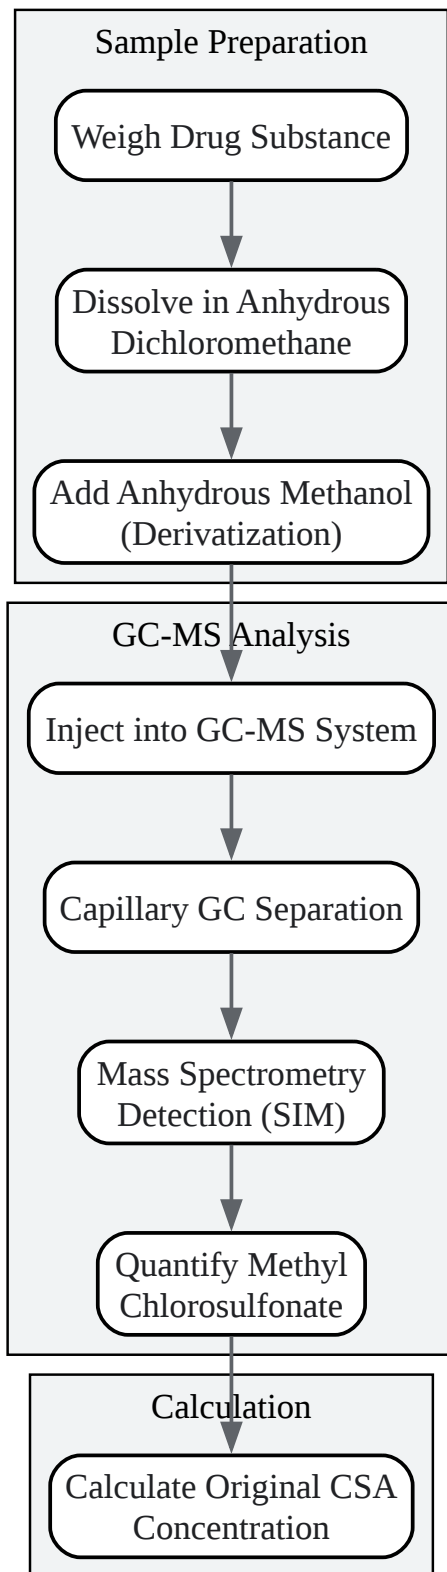 Sample Preparation
Weigh Drug Substance
Dissolve in Anhydrous
Dichloromethane
Add Anhydrous Methanol
(Derivatization)
GC-MS Analysis
Inject into GC-MS System
Capillary GC Separation
Mass Spectrometry
Detection (SIM)
Quantify Methyl
Chlorosulfonate
Calculation
Calculate Original CSA
Concentration